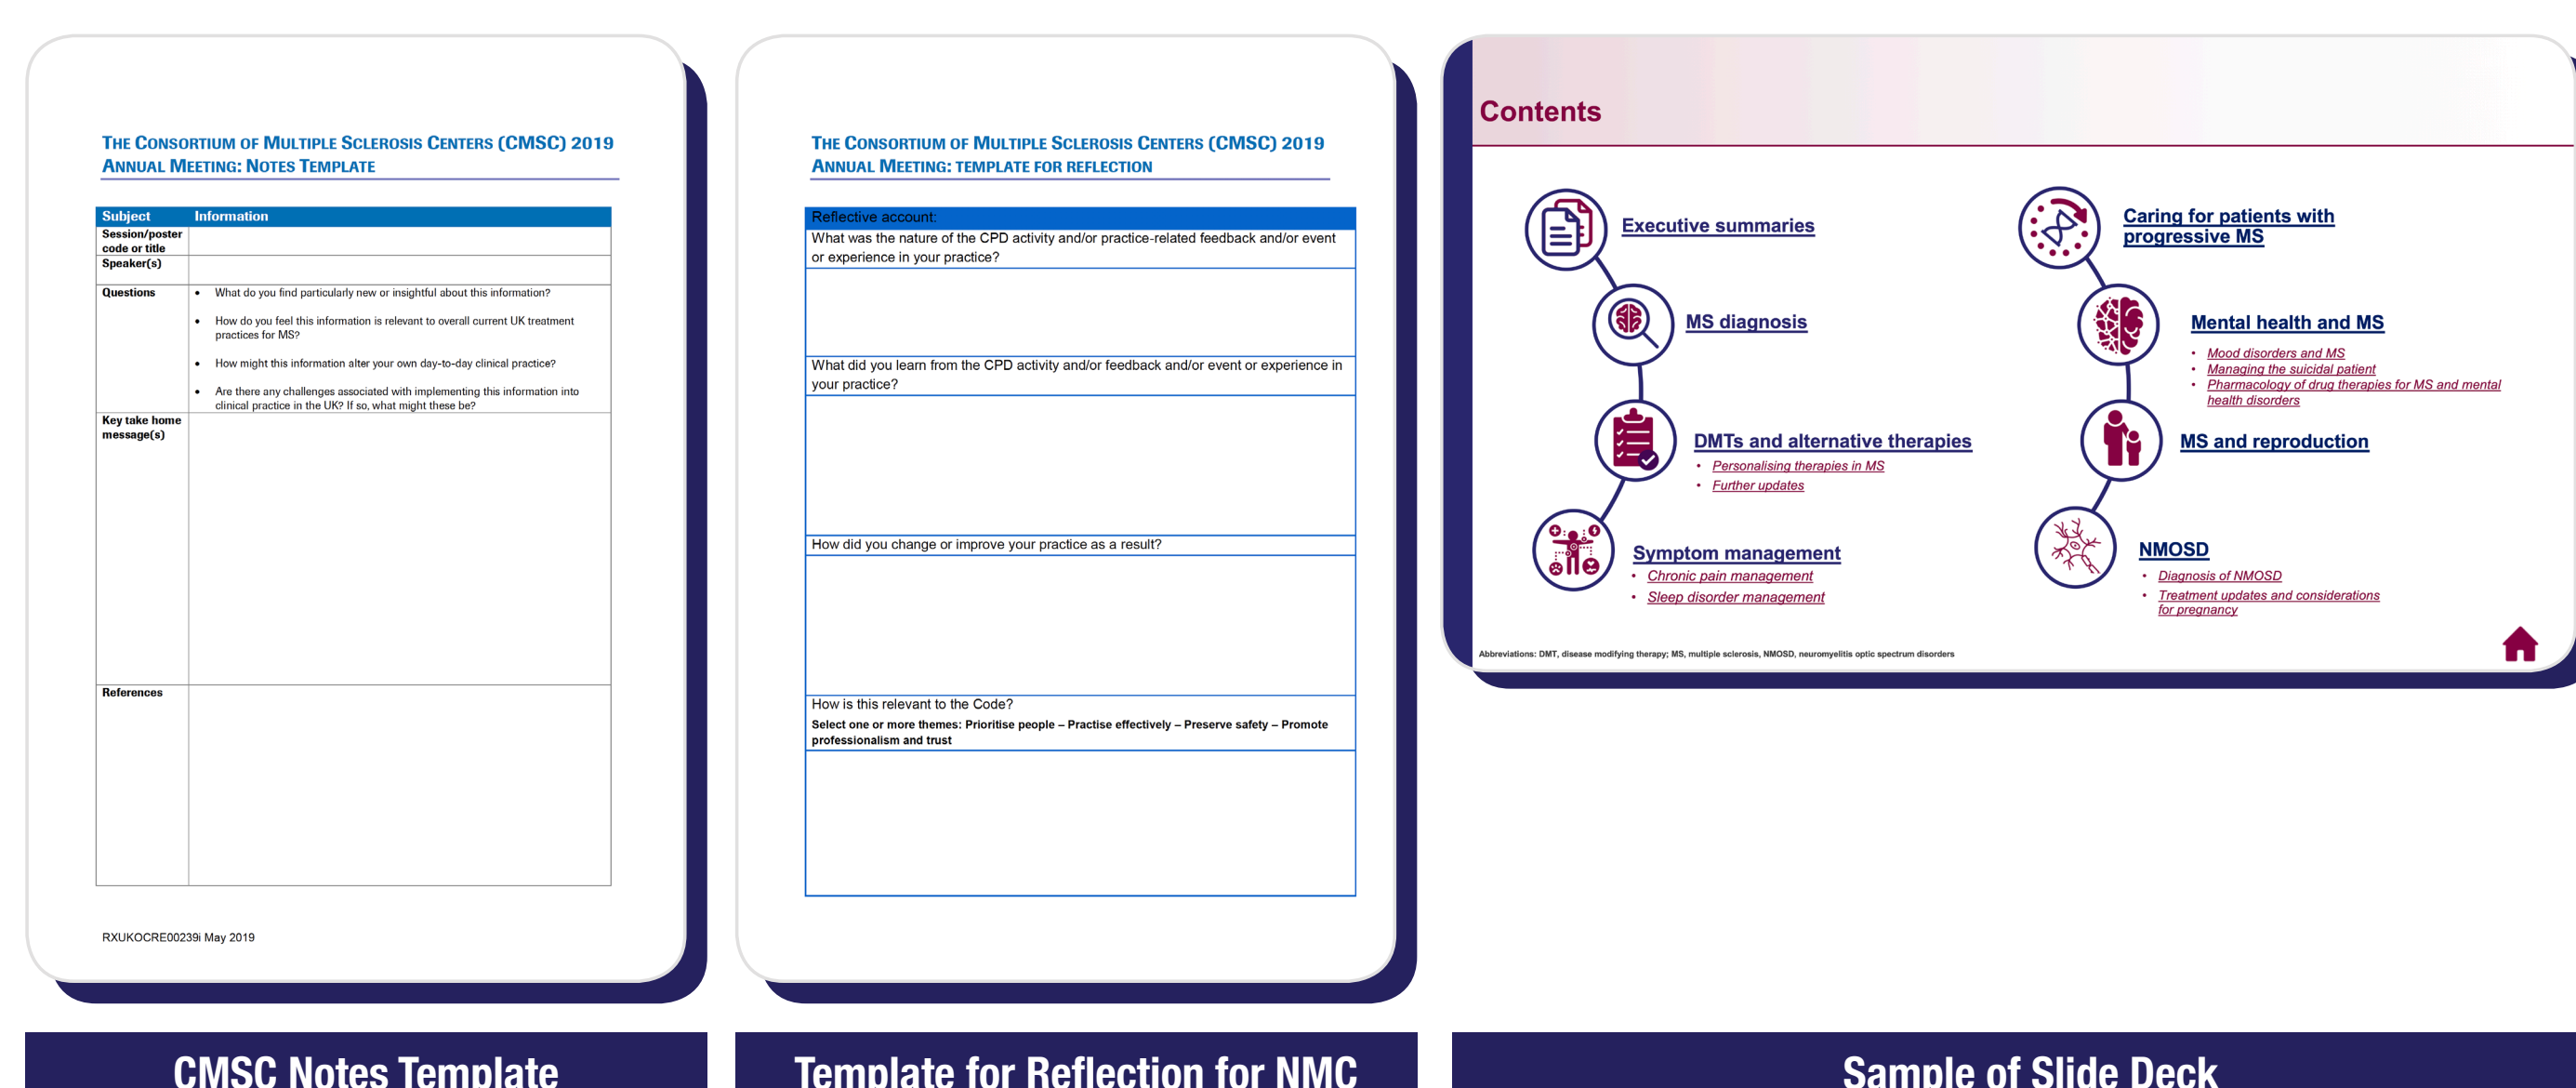 THE CONSORTIUM OF MULTIPLE SCLEROSIS CENTERS (CMSC) 2019
ANNUAL MEETING: NOTES TEMPLATE
Subject Information
Session/poster
code or title
Speaker(s)
Questions
• What do you find particularly new or insightful about this information?
• How do you feel this information is relevant to overall current UK treatment
practices for MS?
• How might this information alter your own day-to-day clinical practice?
• Are there any challenges associated with implementing this information into
clinical practice in the UK? If so, what might these be?
Key take home
message(s)
References
RXUKOCRE00239i May 2019
CMSC Notes Template
THE CONSORTIUM OF MULTIPLE SCLEROSIS CENTERS (CMSC) 2019
ANNUAL MEETING: TEMPLATE FOR REFLECTION
Reflective account:
What was the nature of the CPD activity and/or practice-related feedback and/or event
or experience in your practice?
What did you learn from the CPD activity and/or feedback and/or event or experience in
your practice?
How did you change or improve your practice as a result?
How is this relevant to the Code?
Select one or more themes: Prioritise people – Practise effectively – Preserve safety – Promote
professionalism and trust
Template for Reflection for NMC
Contents
Executive summaries
MS diagnosis
DMTs and alternative therapies
• Personalising therapies in MS
• Further updates
Symptom management
• Chronic pain management
• Sleep disorder management
Caring for patients with
progressive MS
Mental health and MS
• Mood disorders and MS
• Managing the suicidal patient
• Pharmacology of drug therapies for MS and mental
health disorders
MS and reproduction
NMOSD
• Diagnosis of NMOSD
• Treatment updates and considerations
for pregnancy
Abbreviations: DMT, disease modifying therapy; MS, multiple sclerosis, NMOSD, neuromyelitis optic spectrum disorders
Sample of Slide Deck